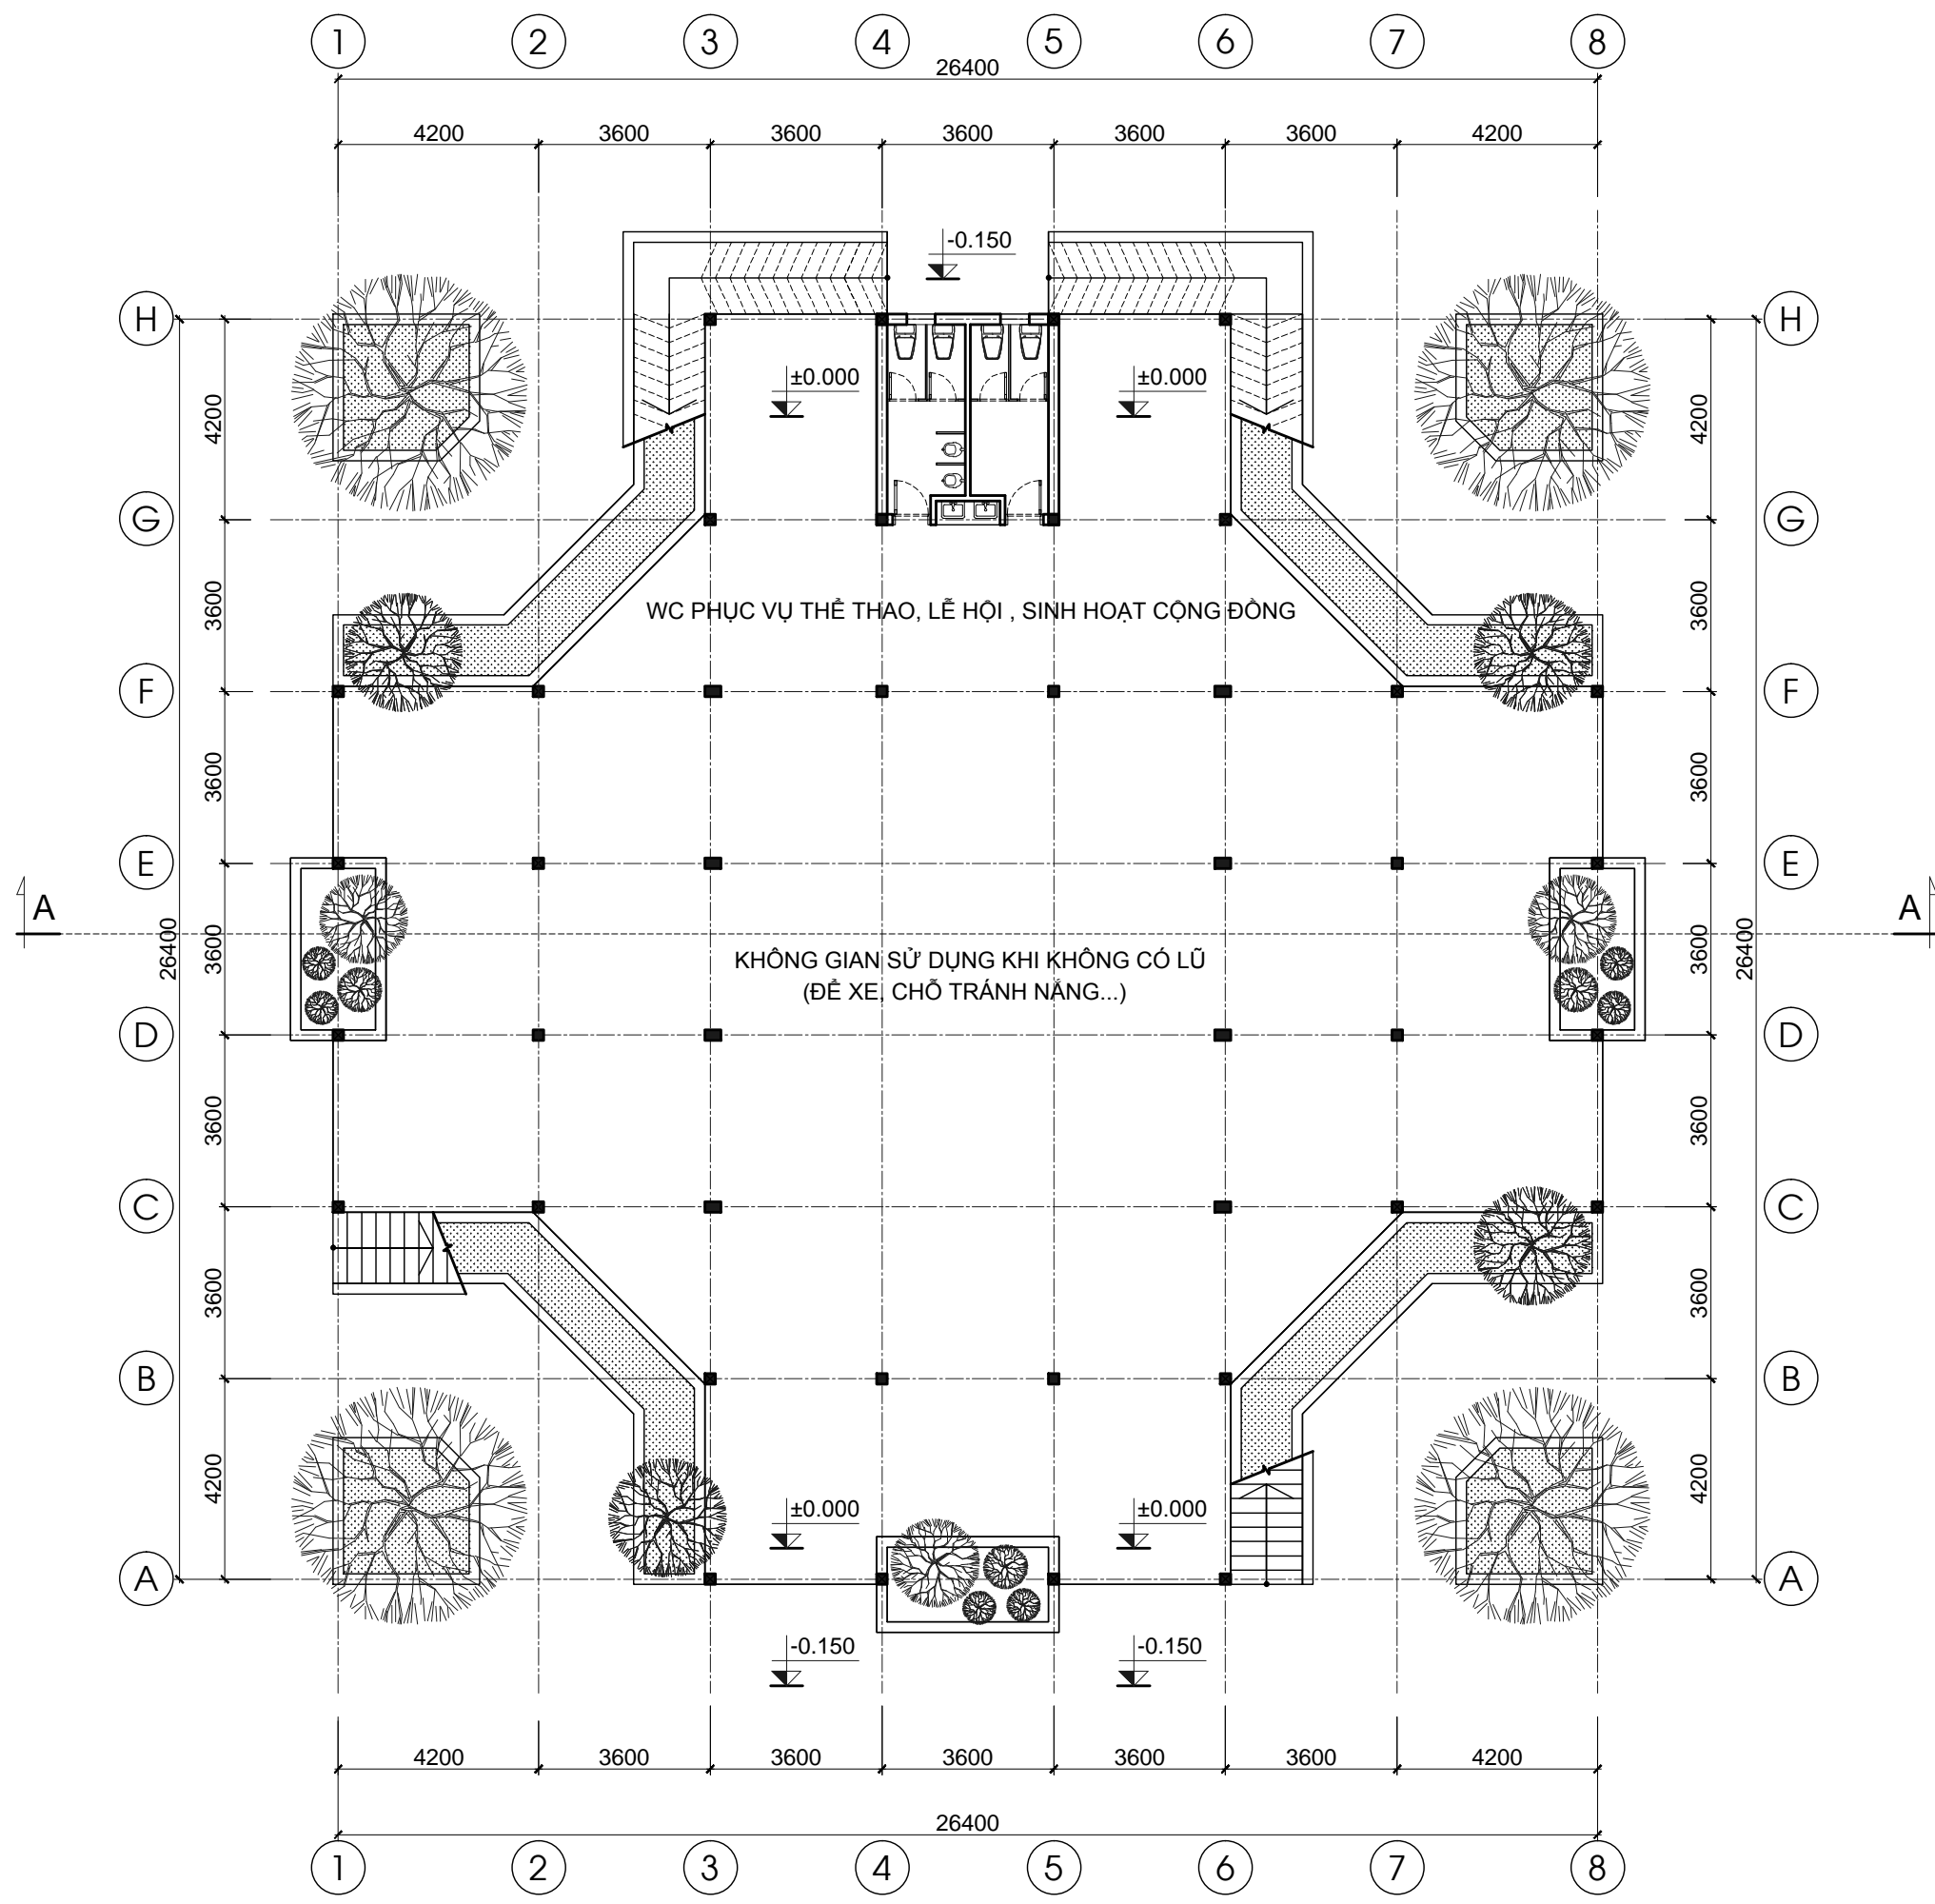 1 2 3 4 5 6 7 8
26400
4200 3600 3600 3600 3600 3600 4200
-0.150
H H
±0.000 ±0.000
4200 4200
G G
3600 3600
WC PHỤC VỤ THỂ THAO, LỄ HỘI , SINH HOẠT CỘNG ĐỒNG
F F
3600 3600
E E
A A
26400 3600 3600 26400
KHÔNG GIAN SỬ DỤNG KHI KHÔNG CÓ LŨ
(ĐỂ XE, CHỖ TRÁNH NẮNG...)
D D
3600 3600
C C
3600 3600
B B
4200 4200
±0.000 ±0.000
A A
-0.150 -0.150
4200 3600 3600 3600 3600 3600 4200
26400
1 2 3 4 5 6 7 8